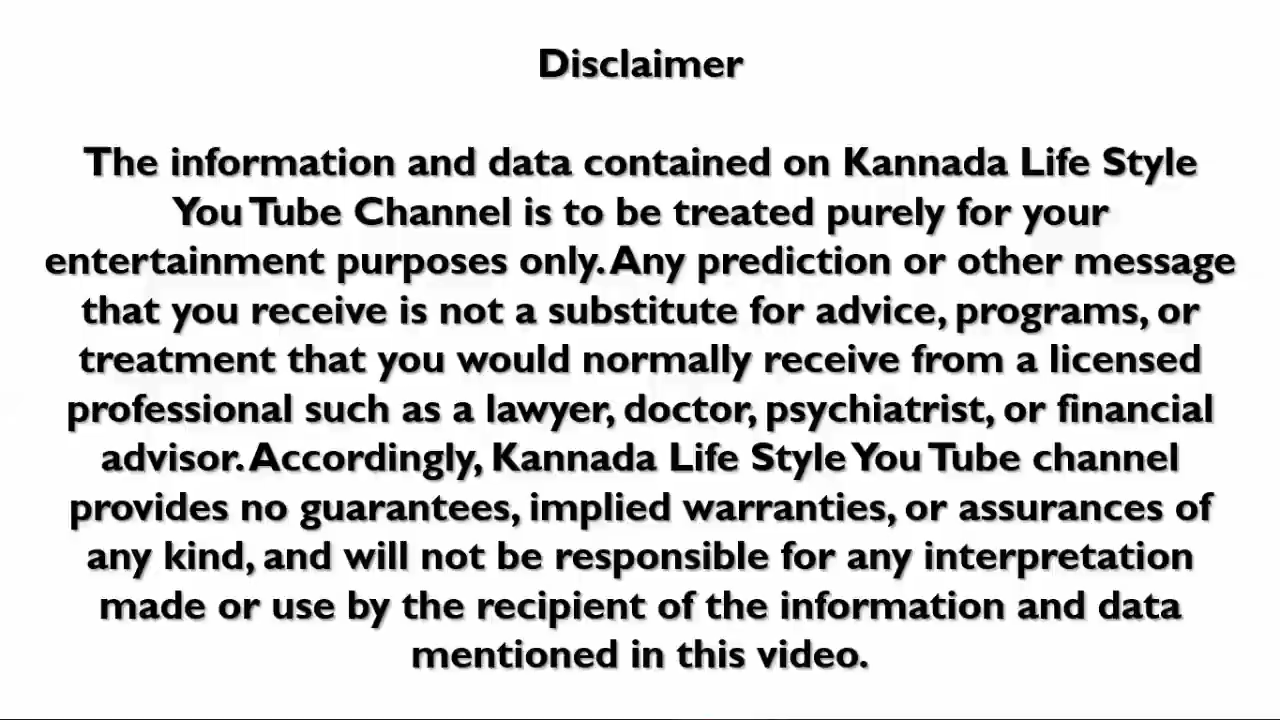 Disclaimer
The information and data contained on Kannada Life Style
YouTube Channel is to be treated purely for your
entertainment purposes only. Any prediction or other message
that you receive is not a substitute for advice, programs, or
treatment that you would normally receive from a licensed
professional such as a lawyer, doctor, psychiatrist, or financial
advisor. Accordingly, Kannada Life Style YouTube channel
provides no guarantees, implied warranties, or assurances of
any kind, and will not be responsible for any interpretation
made or use by the recipient of the information and data
mentioned in this video.